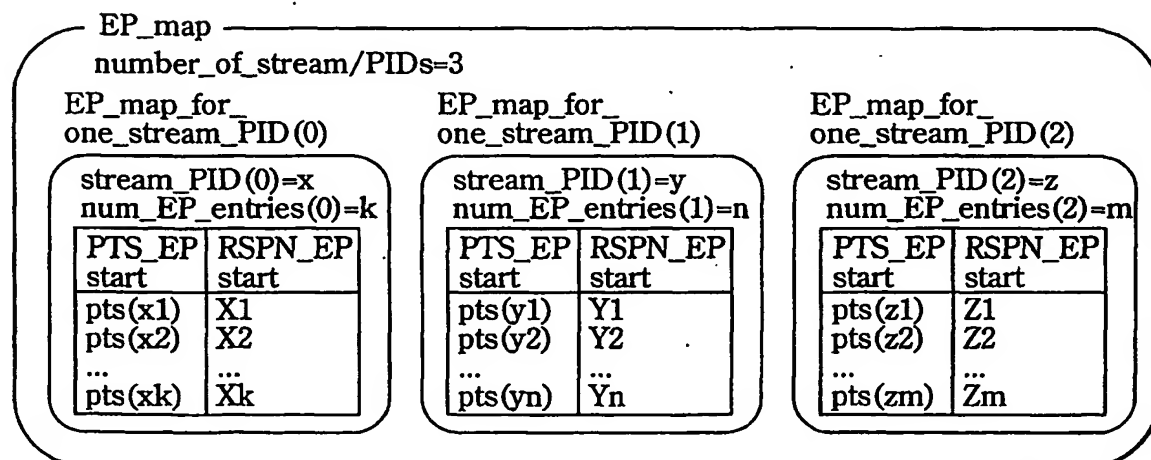 EP_map
number_of_stream/PIDs=3
EP_map_for_
one_stream_PID(0)
stream_PID(0)=x
num_EP_entries(0)=k
PTS_EP RSPN_EP
start start
pts(x1) X1
pts(x2) X2
... ...
pts(xk) Xk
EP_map_for_
one_stream_PID(1)
stream_PID(1)=y
num_EP_entries(1)=n
PTS_EP RSPN_EP
start start
pts(y1) Y1
pts(y2) Y2
... ...
pts(yn) Yn
EP_map_for_
one_stream_PID(2)
stream_PID(2)=z
num_EP_entries(2)=m
PTS_EP RSPN_EP
start start
pts(z1) Z1
pts(z2) Z2
... ...
pts(zm) Zm